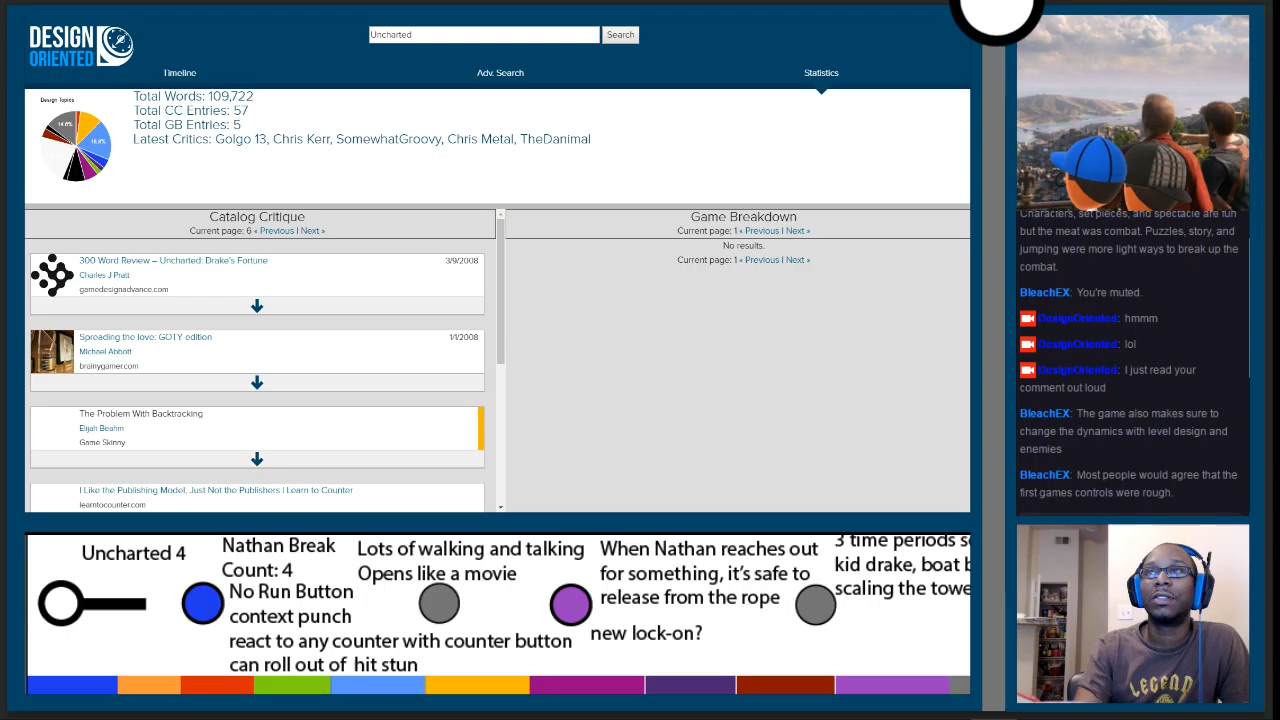 DESIGN
ORIENTED
Uncharted
Search
Timeline
Adv. Search
Statistics
Design Topics
14.6%
18.8%
Total Words: 109,722
Total CC Entries: 57
Total GB Entries: 5
Latest Critics: Golgo 13, Chris Kerr, SomewhatGroovy, Chris Metal, TheDanimal
Catalog Critique
Current page: 6 « Previous | Next »
300 Word Review – Uncharted: Drake's Fortune
3/9/2008
Charles J Pratt
gamedesignadvance.com
Spreading the love: GOTY edition
1/1/2008
Michael Abbott
brainygamer.com
The Problem With Backtracking
Elijah Beahm
Game Skinny
I Like the Publishing Model, Just Not the Publishers | Learn to Counter
learntocounter.com
Game Breakdown
Current page: 1 « Previous | Next »
No results.
Current page: 1 « Previous | Next »
Characters, set pieces, and spectacle are fun
but the meat was combat. Puzzles, story, and
jumping were more light ways to break up the
combat.
BleachEX: You're muted.
DesignOriented: hmmm
DesignOriented: lol
DesignOriented: I just read your
comment out loud
BleachEX: The game also makes sure to
change the dynamics with level design and
enemies
BleachEX: Most people would agree that the
first games controls were rough.
Uncharted 4
Nathan Break
Count: 4
No Run Button
context punch
react to any counter with counter button
can roll out of hit stun
Lots of walking and talking
Opens like a movie
When Nathan reaches out
for something, it's safe to
release from the rope
new lock-on?
3 time periods s
kid drake, boat b
scaling the towe
LEGEND